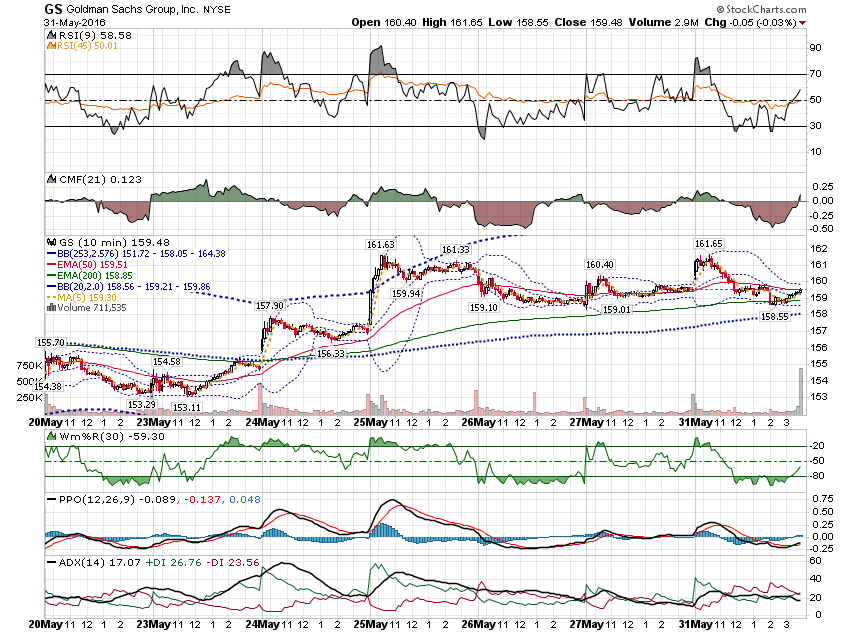 GS Goldman Sachs Group, Inc. NYSE © StockCharts.com
31-May-2016 Open 160.40 High 161.65 Low 158.55 Close 159.48 Volume 2.9M Chg -0.05 (-0.03%)
RSI(9) 58.58
RSI(45) 50.01
90
70
50
30
10
CMF(21) 0.123
0.25
0.00
-0.25
-0.50
GS (10 min) 159.48
BB(253,2.576) 151.72 - 158.05 - 164.38
EMA(50) 159.51
EMA(200) 158.85
BB(20,2.0) 158.56 - 159.21 - 159.86
MA(5) 159.30
Volume 711,535
162
161
160
159
158
157
156
155
154
153
750K
500K
250K
155.70
154.38
153.29
154.58
153.11
157.90
156.33
161.63
159.94
161.33
159.10
160.40
159.01
161.65
158.55
20May 11 12 1 2 23May 11 12 1 2 24May 11 12 1 2 25May 11 12 1 2 26May 11 12 1 2 27May 11 12 1 2 31May 11 12 1 2 3
Wm%R(30) -59.30
-20
-50
-80
PPO(12,26,9) -0.089, -0.137, 0.048
0.75
0.50
0.25
0.00
-0.25
ADX(14) 17.07 +DI 26.76 -DI 23.56
60
40
20
0
20May 11 12 1 2 23May 11 12 1 2 24May 11 12 1 2 25May 11 12 1 2 26May 11 12 1 2 27May 11 12 1 2 31May 11 12 1 2 3